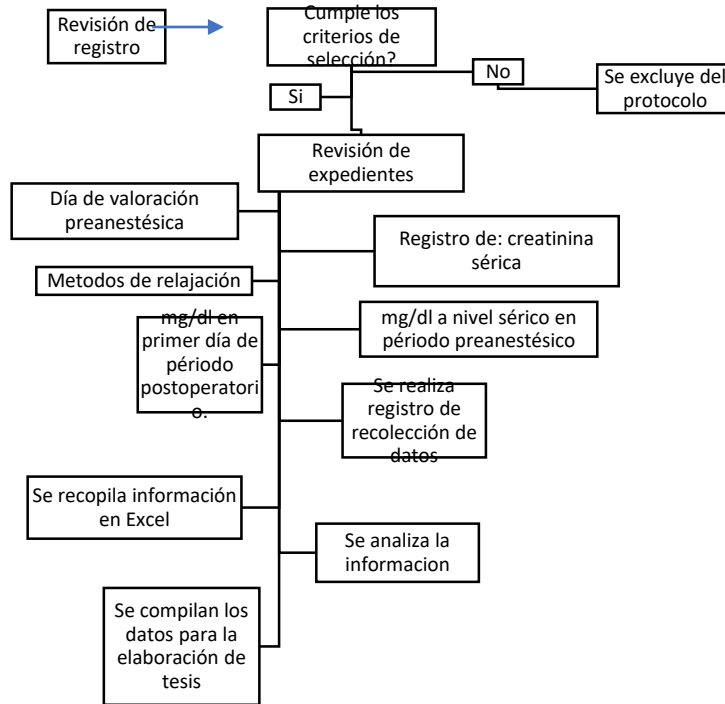 Revisión de
registro
Cumple los
criterios de
selección?
No
Se excluye del
protocolo
Si
Revisión de
expedientes
Día de valoración
preanestésica
Registro de: creatinina
sérica
Metodos de relajación
mg/dl en
primer día de
périodo
postoperatori
o.
mg/dl a nivel sérico en
périodo preanestésico
Se realiza
registro de
recolección de
datos
Se recopila información
en Excel
Se analiza la
informacion
Se compilan los
datos para la
elaboración de
tesis